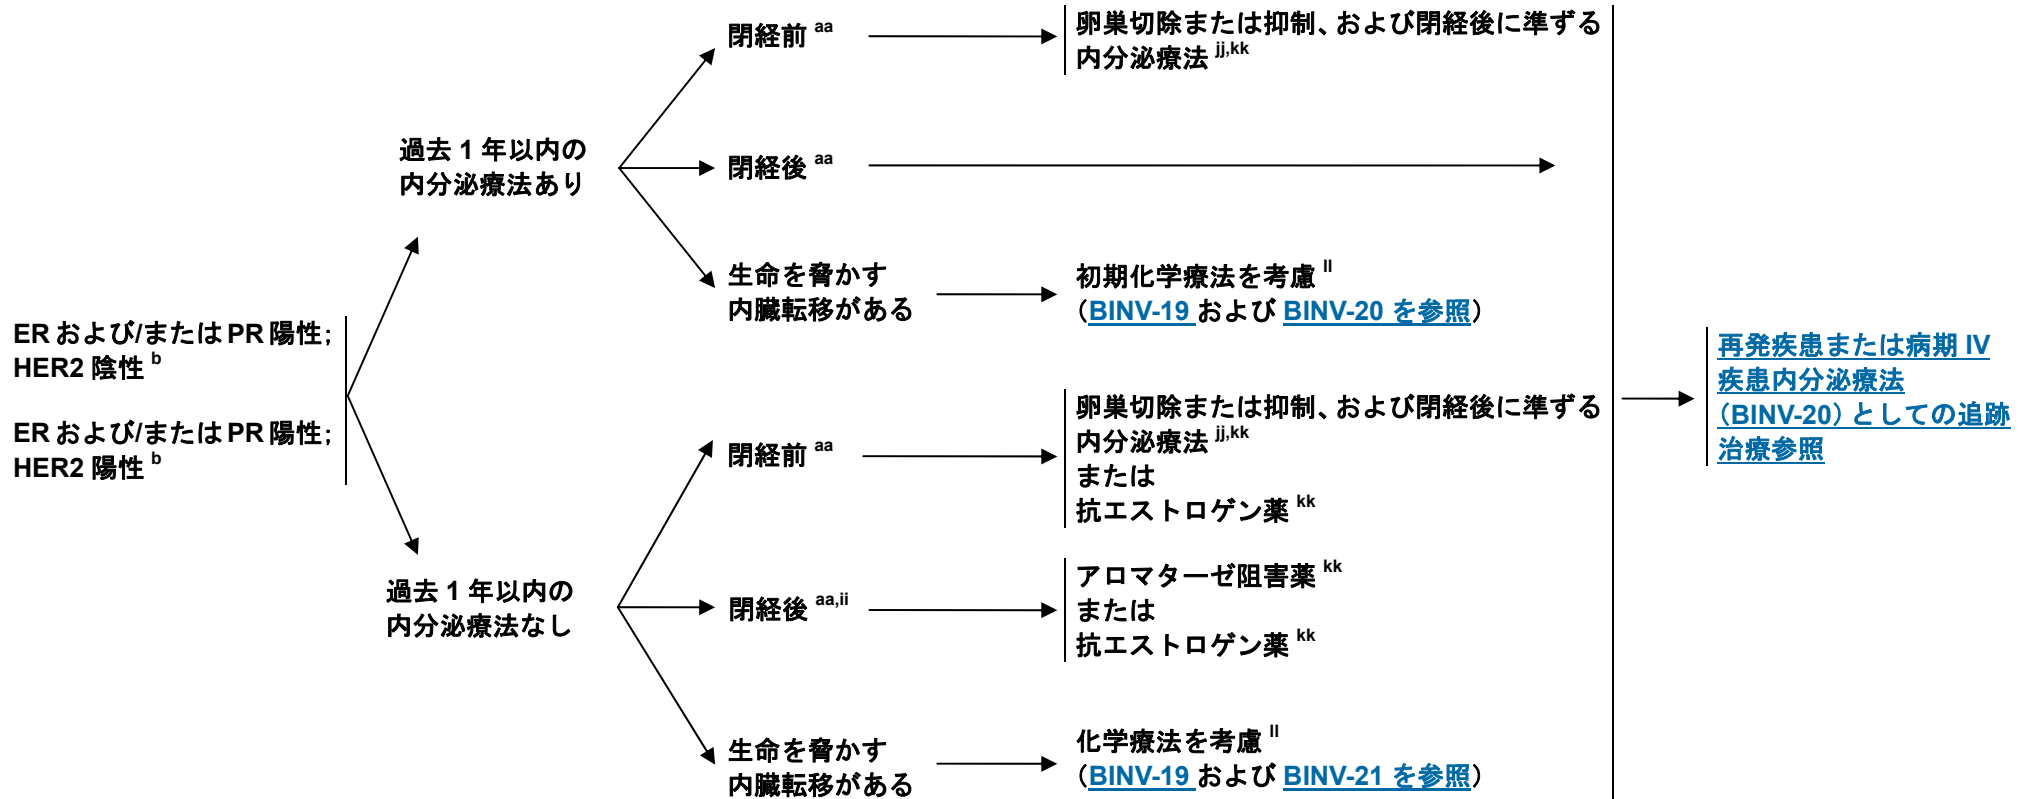 ER および/または PR 陽性;
HER2 陰性 b
ER および/または PR 陽性;
HER2 陽性 b
過去 1 年以内の
内分泌療法あり
閉経前 aa
卵巣切除または抑制、および閉経後に準ずる
内分泌療法 jj,kk
閉経後 aa
生命を脅かす
内臓転移がある
初期化学療法を考慮 ll
（BINV-19 および BINV-20 を参照）
過去 1 年以内の
内分泌療法なし
閉経前 aa
卵巣切除または抑制、および閉経後に準ずる
内分泌療法 jj,kk
または
抗エストロゲン薬 kk
閉経後 aa,ii
アロマターゼ阻害薬 kk
または
抗エストロゲン薬 kk
生命を脅かす
内臓転移がある
化学療法を考慮 ll
（BINV-19 および BINV-21 を参照）
再発疾患または病期 IV
疾患内分泌療法
（BINV-20）としての追跡
治療参照